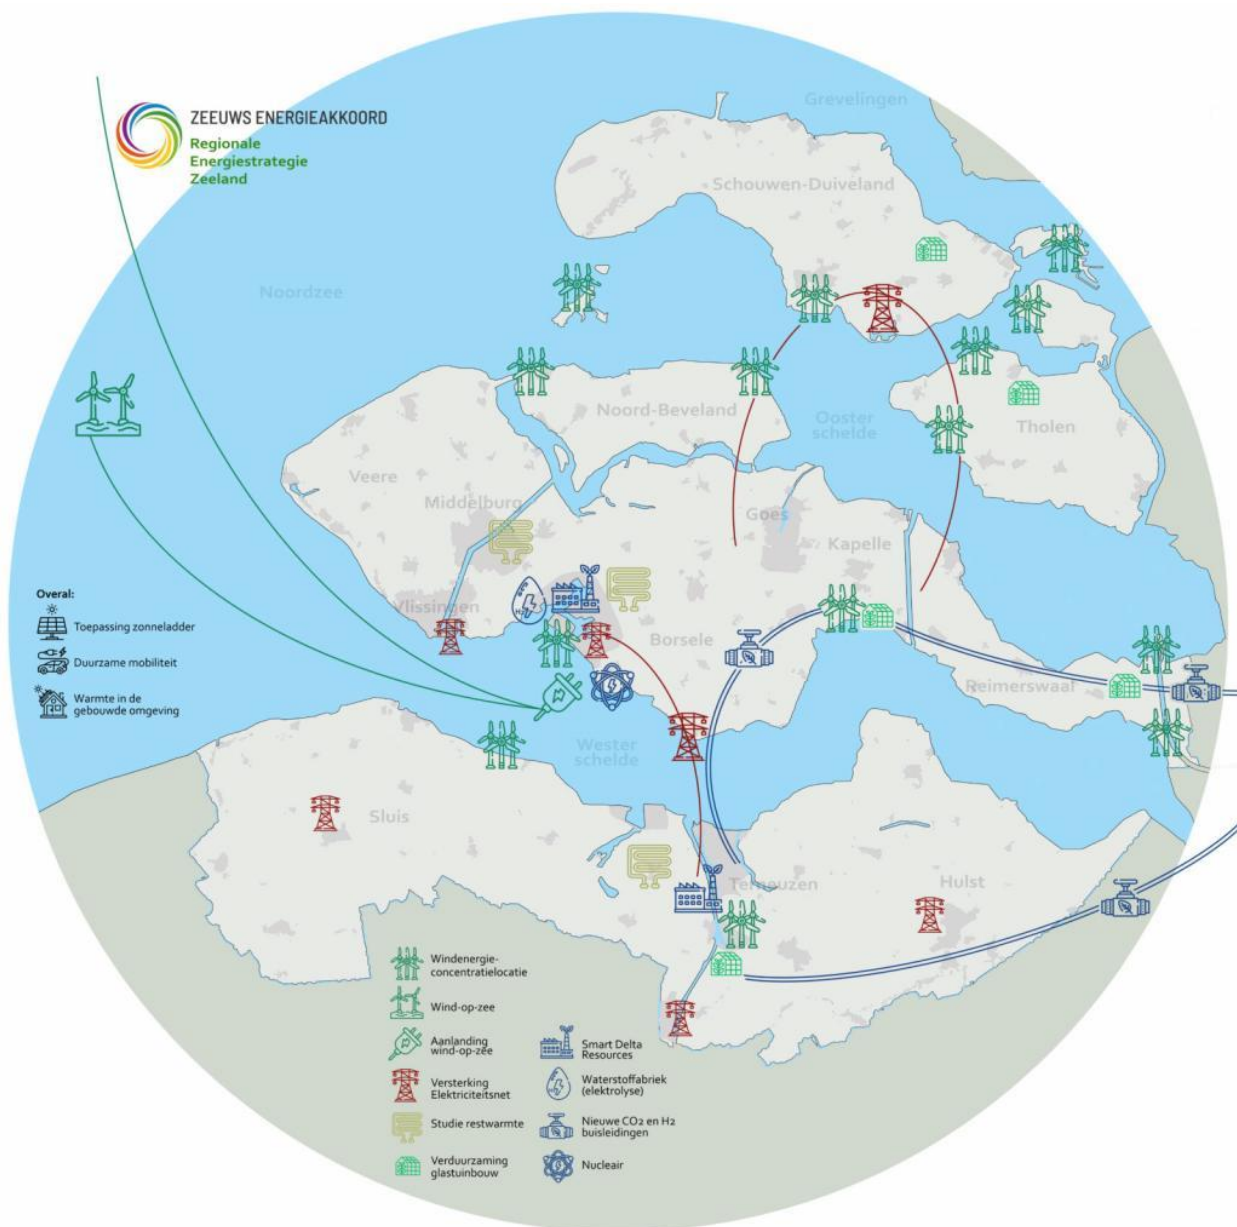 Grevelingen
ZEEUWS ENERGIEAKKOORD
Regionale
Energiestrategie
Zeeland
Schouwen-Duiveland
Noordzee
Noord-Beveland
Ooster
schelde
Tholen
Veere
Middelburg
Goes
Kapelle
Overal:
Toepassing zonneladder
Duurzame mobiliteit
Warmte in de
gebouwde omgeving
Vlissingen
H2
Borsele
Reimerswaal
Wester
schelde
Sluis
Terneuzen
Hulst
Windenergie-
concentratielocatie
Wind-op-zee
Aanlanding
wind-op-zee
Versterking
Elektriciteitsnet
Studie restwarmte
Verduurzaming
glastuinbouw
Smart Delta
Resources
Waterstoffabriek
(elektrolyse)
Nieuwe CO2 en H2
buisleidingen
Nucleair